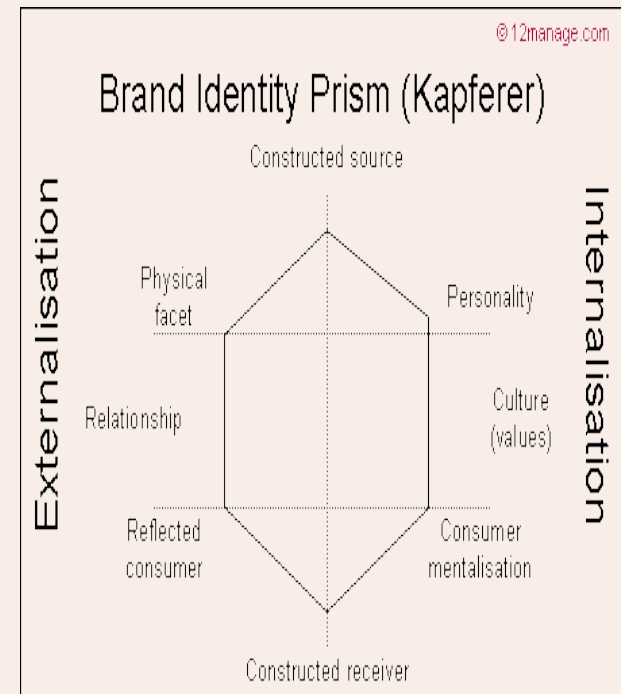 © 12manage.com
Brand Identity Prism (Kapferer)
Constructed source
Externalisation
Internalisation
Physical
facet
Personality
Relationship
Culture
(values)
Reflected
consumer
Consumer
mentalisation
Constructed receiver